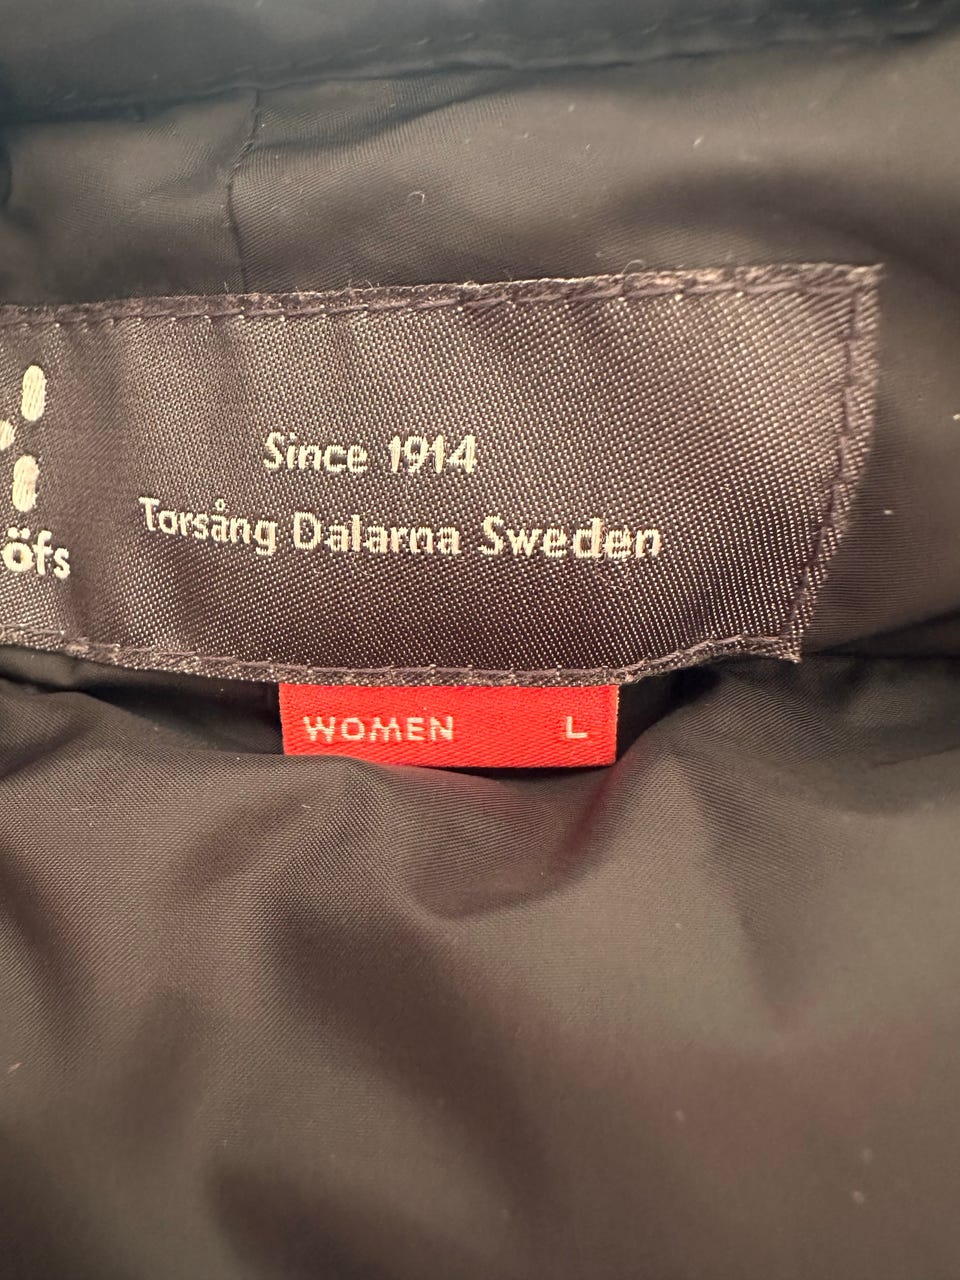 Since 1914
Torsång Dalarna Sweden
öfs
WOMEN L